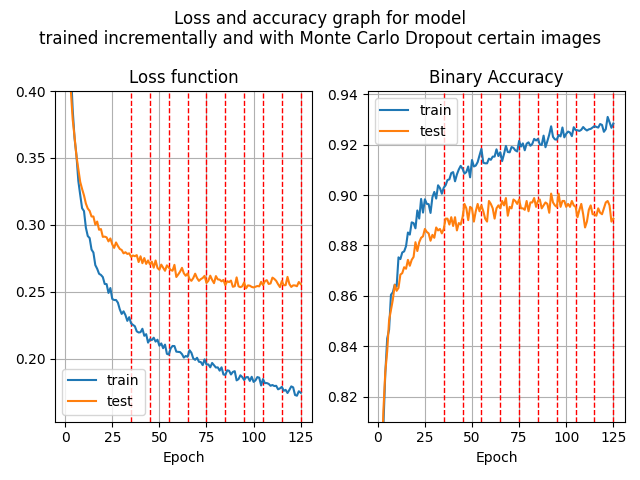 Loss and accuracy graph for model
trained incrementally and with Monte Carlo Dropout certain images
Loss function
0.40
0.35
0.30
0.25
0.20
train
test
0 25 50 75 100 125
Epoch
Binary Accuracy
0.94
0.92
0.90
0.88
0.86
0.84
0.82
train
test
0 25 50 75 100 125
Epoch